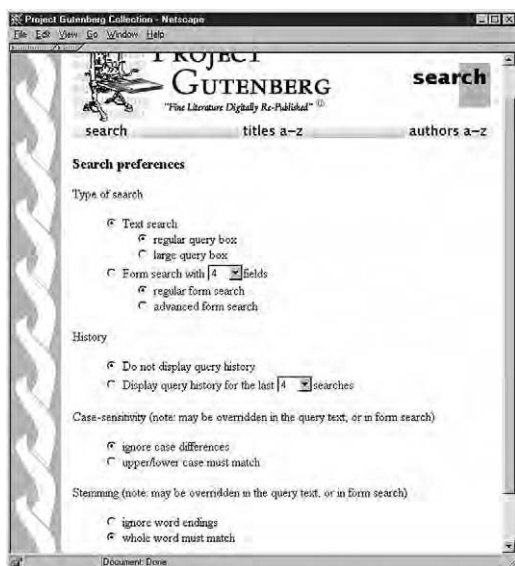 Project Gutenberg Collection - Netscape
File Edit View Go Window Help
PROJECT
GUTENBERG
"Fine Literature Digitally Re-Published" ©
search
search titles a–z authors a–z
Search preferences
Type of search
Text search
regular query box
large query box
Form search with 4 fields
regular form search
advanced form search
History
Do not display query history
Display query history for the last 4 searches
Case-sensitivity (note: may be overridden in the query text, or in form search)
ignore case differences
upper/lower case must match
Stemming (note: may be overridden in the query text, or in form search)
ignore word endings
whole word must match
Document: Done